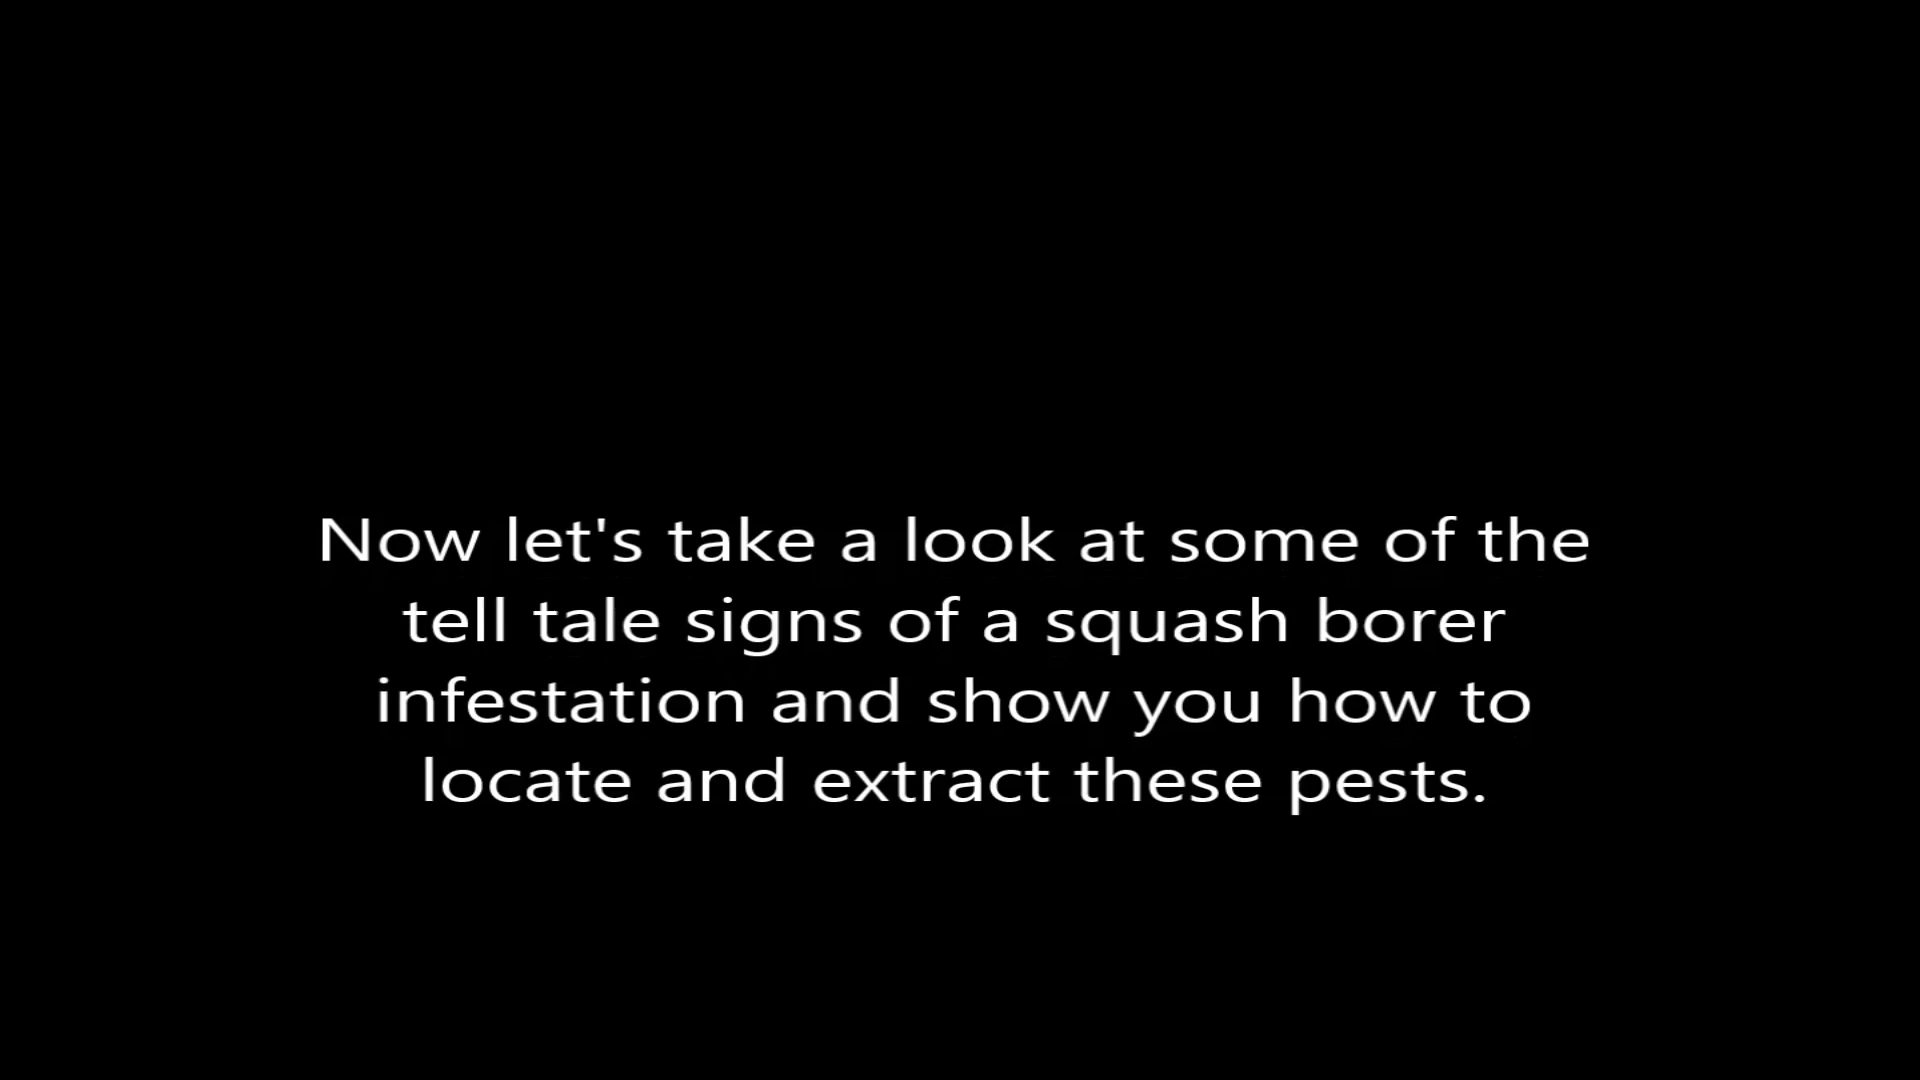 Now let's take a look at some of the
tell tale signs of a squash borer
infestation and show you how to
locate and extract these pests.